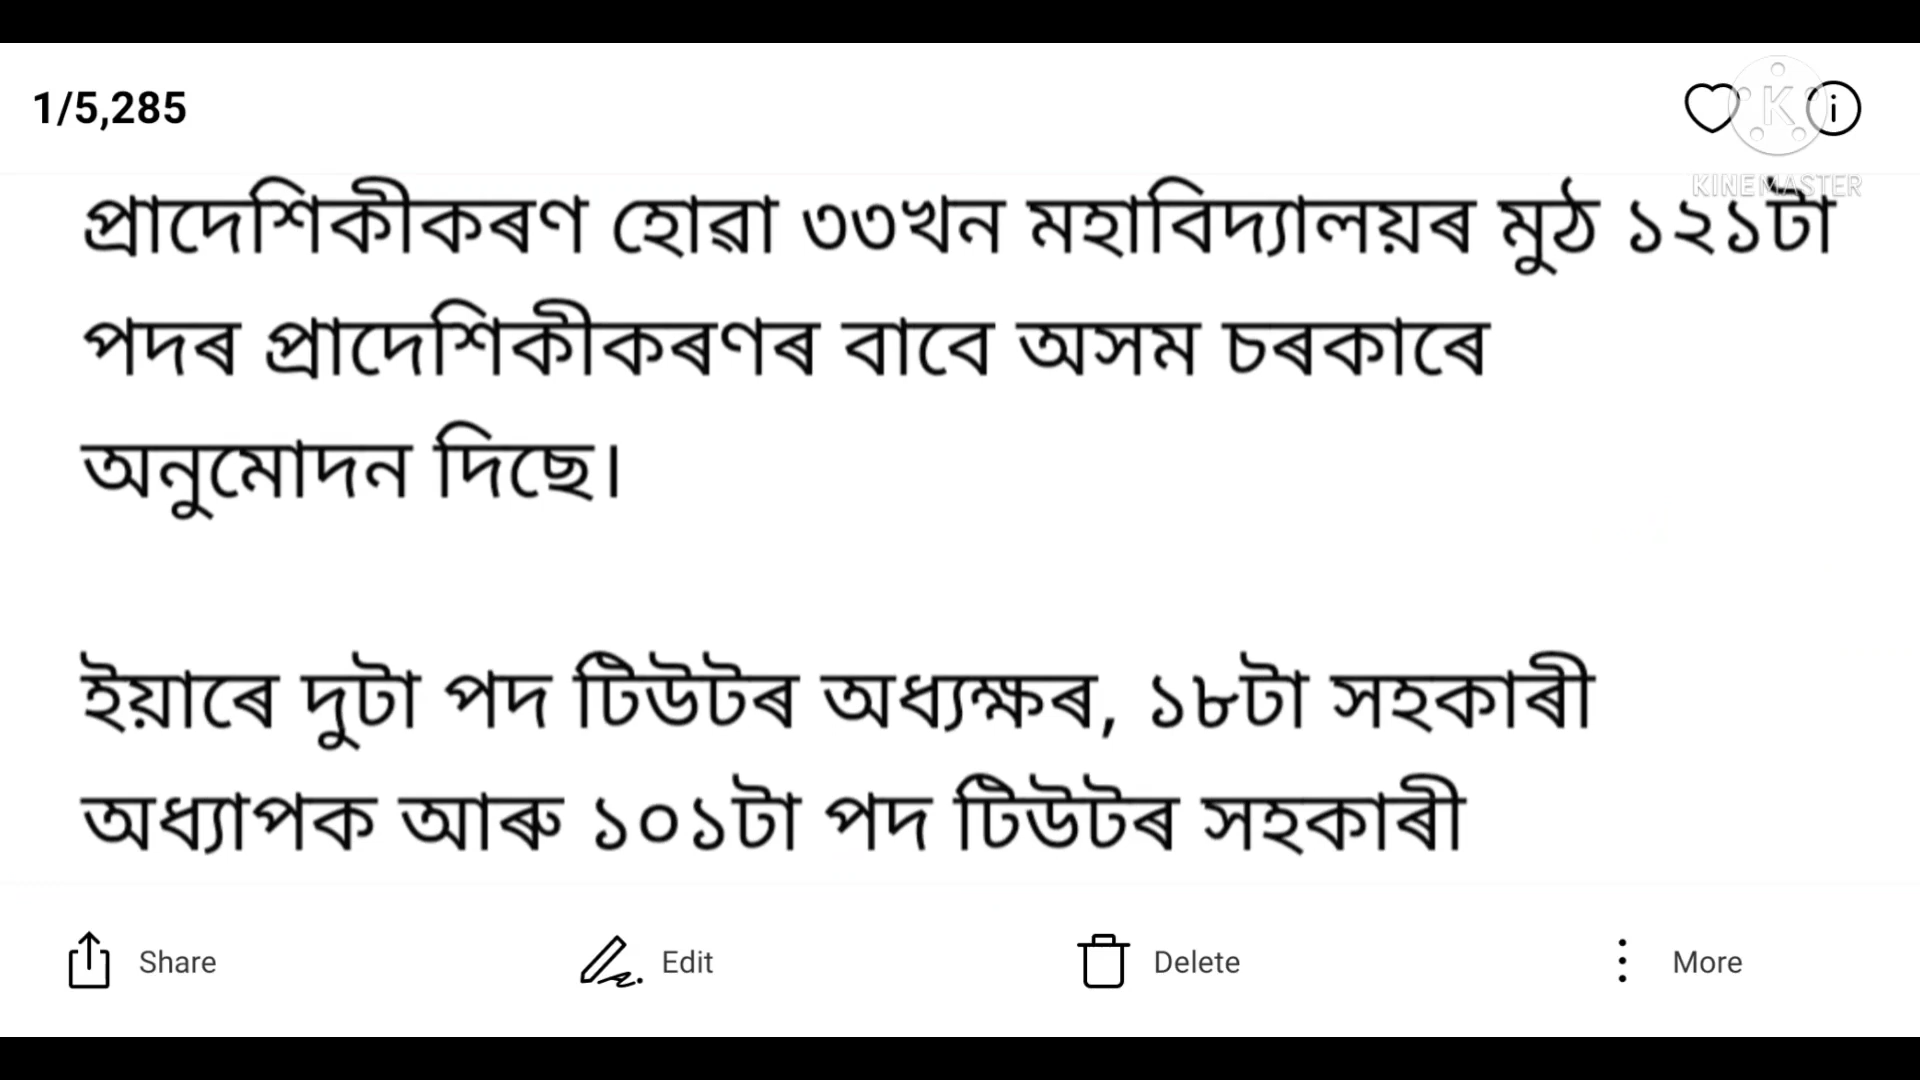 1/5,285
KINEMASTER
প্ৰাদেশিকীকৰণ হোৱা ৩৩খন মহাবিদ্যালয়ৰ মুঠ ১২১টা
পদৰ প্ৰাদেশিকীকৰণৰ বাবে অসম চৰকাৰে
অনুমোদন দিছে।
ইয়াৰে দুটা পদ টিউটৰ অধ্যক্ষৰ, ১৮টা সহকাৰী
অধ্যাপক আৰু ১০১টা পদ টিউটৰ সহকাৰী
Share Edit Delete More